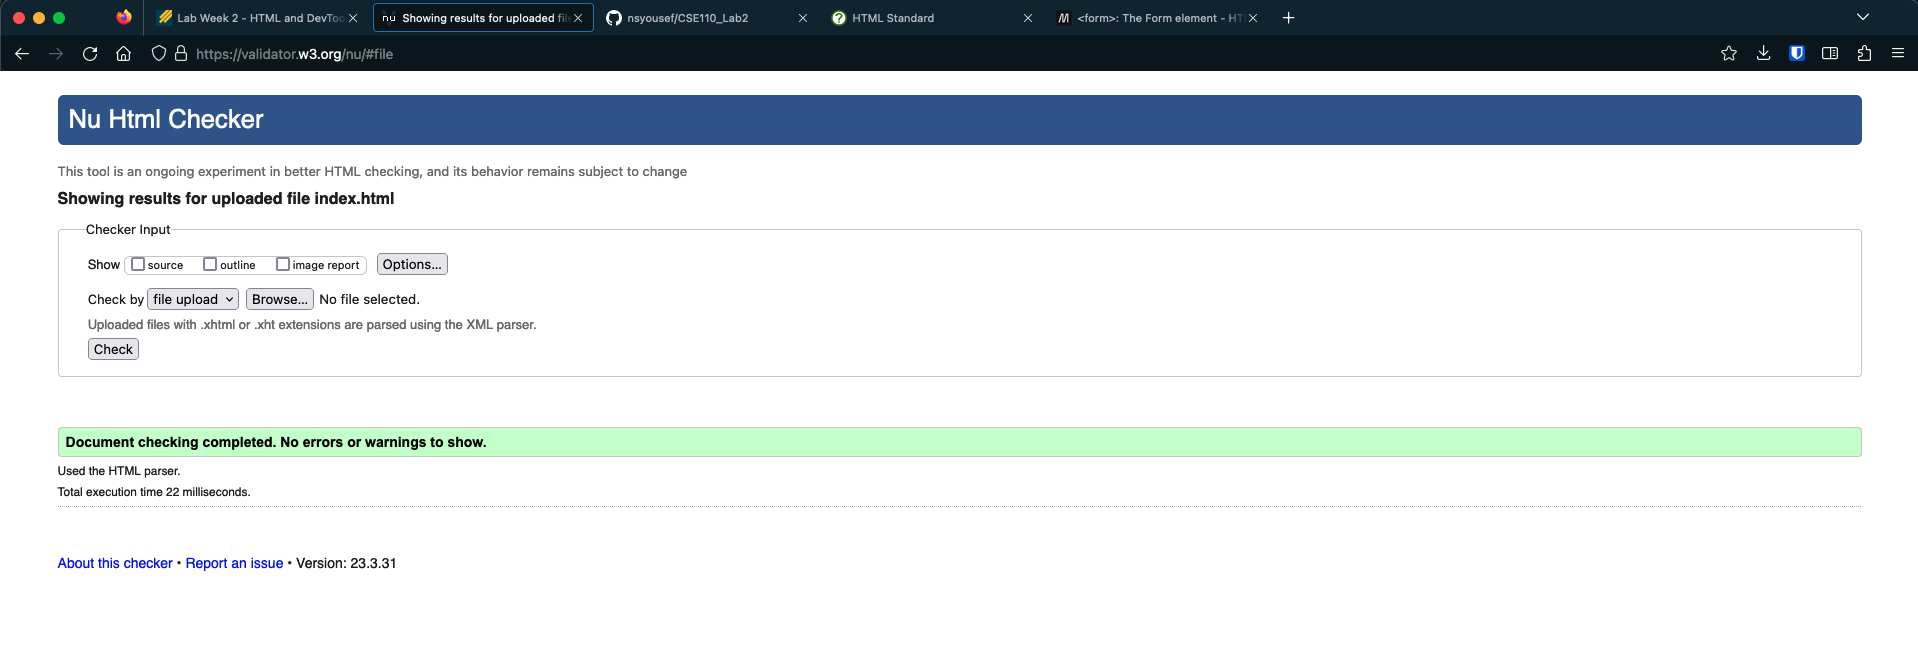 Lab Week 2 - HTML and DevToo
Showing results for uploaded fil
nsyousef/CSE110_Lab2
HTML Standard
<form>: The Form element - HT
https://validator.w3.org/nu/#file
Nu Html Checker
This tool is an ongoing experiment in better HTML checking, and its behavior remains subject to change
Showing results for uploaded file index.html
Checker Input
Show source outline image report Options...
Check by file upload Browse... No file selected.
Uploaded files with .xhtml or .xht extensions are parsed using the XML parser.
Check
Document checking completed. No errors or warnings to show.
Used the HTML parser.
Total execution time 22 milliseconds.
About this checker • Report an issue • Version: 23.3.31